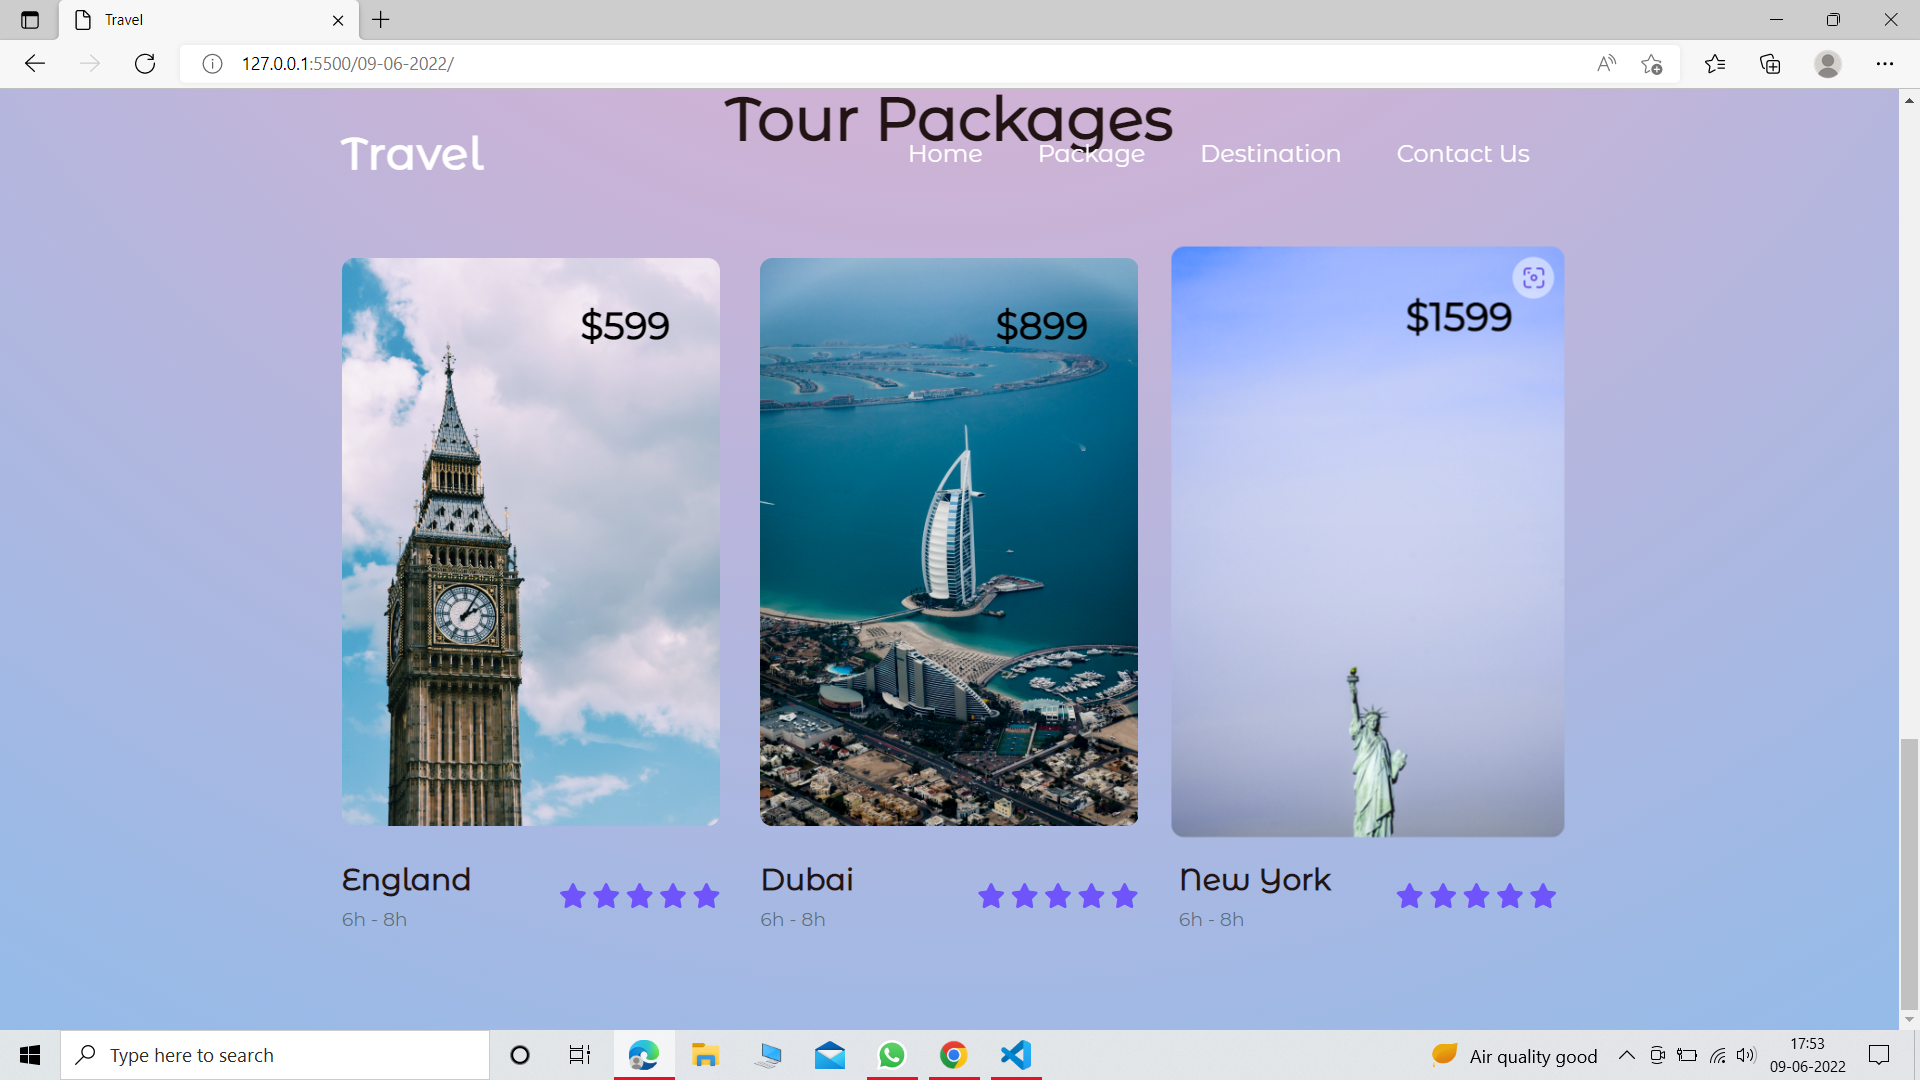 Travel
127.0.0.1:5500/09-06-2022/
Tour Packages
Travel
Home
Package
Destination
Contact Us
$599
$899
$1599
England
Dubai
New York
6h - 8h
6h - 8h
6h - 8h
Type here to search
Air quality good
17:53
09-06-2022